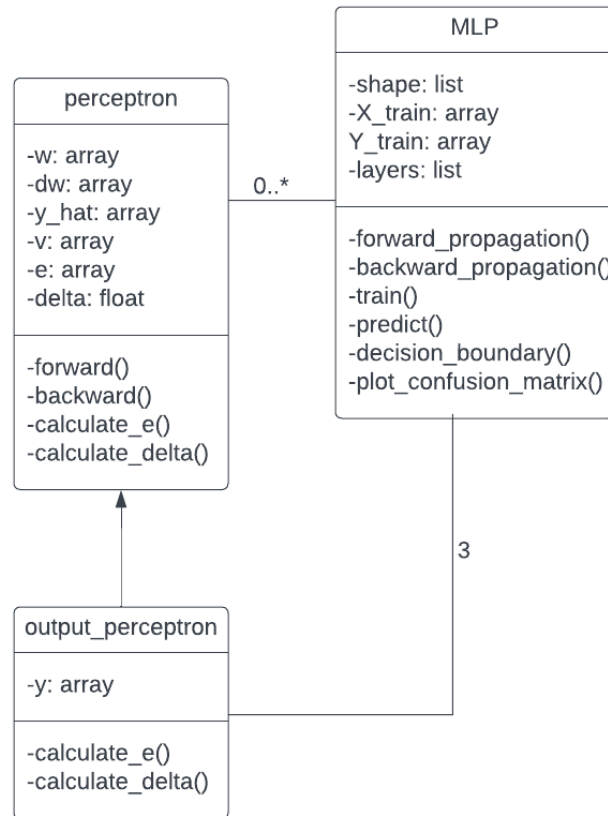 MLP
-shape: list
-X_train: array
Y_train: array
-layers: list
-forward_propagation()
-backward_propagation()
-train()
-predict()
-decision_boundary()
-plot_confusion_matrix()
perceptron
-w: array
-dw: array
-y_hat: array
-v: array
-e: array
-delta: float
-forward()
-backward()
-calculate_e()
-calculate_delta()
0..*
3
output_perceptron
-y: array
-calculate_e()
-calculate_delta()